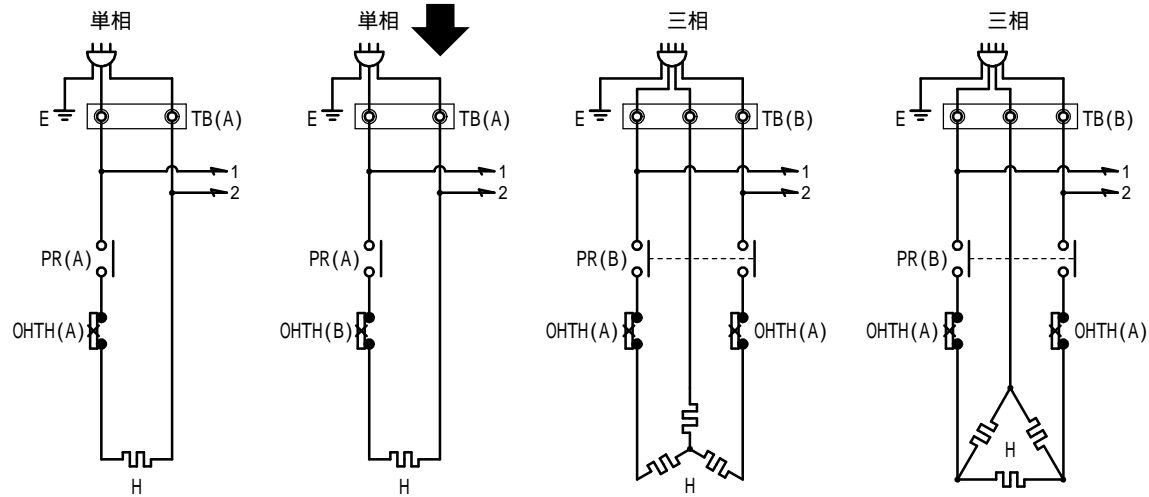 単相
E
TB(A)
1
2
PR(A)
OHTH(A)
H
単相
E
TB(A)
1
2
PR(A)
OHTH(B)
H
三相
E
TB(B)
1
2
PR(B)
OHTH(A)
OHTH(A)
H
三相
E
TB(B)
1
2
PR(B)
OHTH(A)
OHTH(A)
H